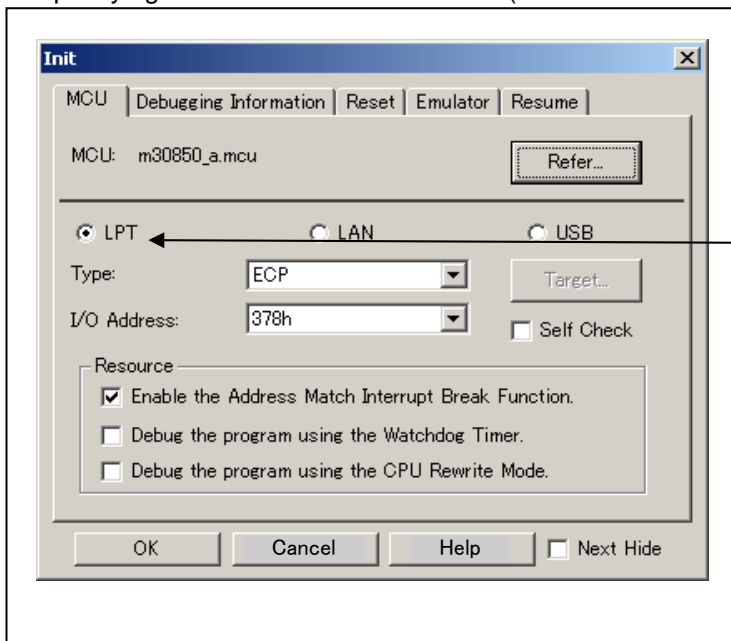 Init
MCU Debugging Information Reset Emulator Resume
MCU: m30850_a.mcu Refer...
LPT LAN USB
Type: ECP Target...
I/O Address: 378h Self Check
Resource
Enable the Address Match Interrupt Break Function.
Debug the program using the Watchdog Timer.
Debug the program using the CPU Rewrite Mode.
OK Cancel Help Next Hide